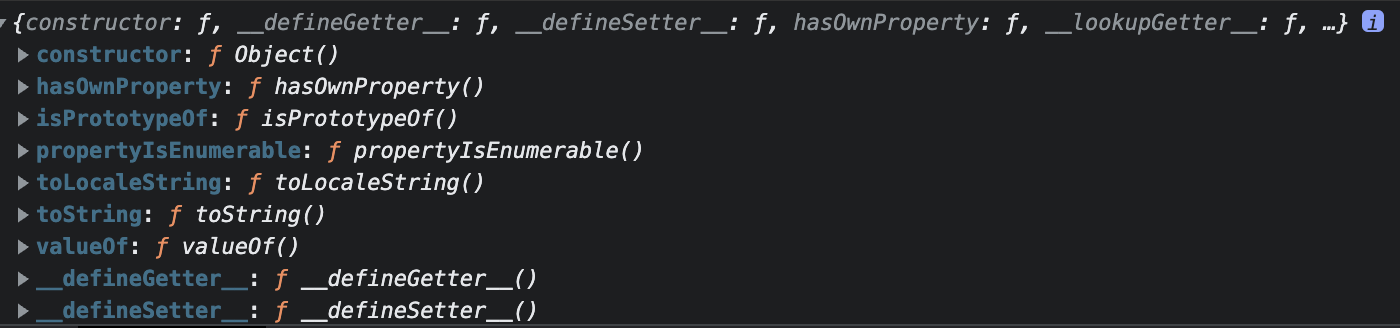 {constructor: ƒ, __defineGetter__: ƒ, __defineSetter__: ƒ, hasOwnProperty: ƒ, __lookupGetter__: ƒ, …} i
constructor: ƒ Object()
hasOwnProperty: ƒ hasOwnProperty()
isPrototypeOf: ƒ isPrototypeOf()
propertyIsEnumerable: ƒ propertyIsEnumerable()
toLocaleString: ƒ toLocaleString()
toString: ƒ toString()
valueOf: ƒ valueOf()
__defineGetter__: ƒ __defineGetter__()
__defineSetter__: ƒ __defineSetter__()